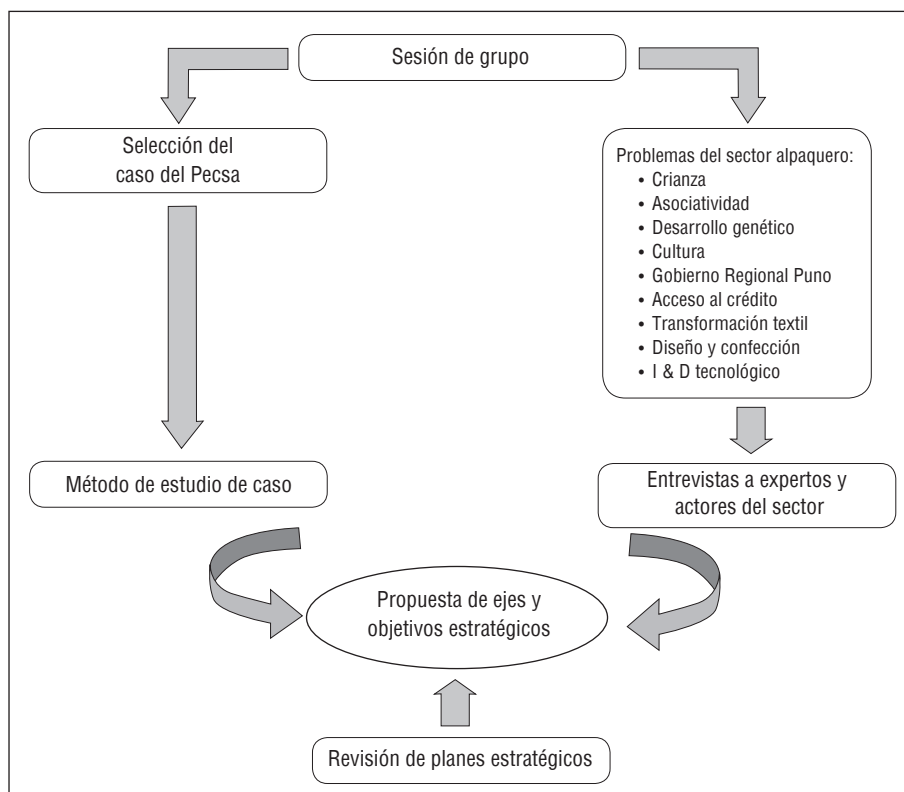 Sesión de grupo
Selección del
caso del Pecsa
Problemas del sector alpaquero:
• Crianza
• Asociatividad
• Desarrollo genético
• Cultura
• Gobierno Regional Puno
• Acceso al crédito
• Transformación textil
• Diseño y confección
• I & D tecnológico
Método de estudio de caso
Entrevistas a expertos y
actores del sector
Propuesta de ejes y
objetivos estratégicos
Revisión de planes estratégicos